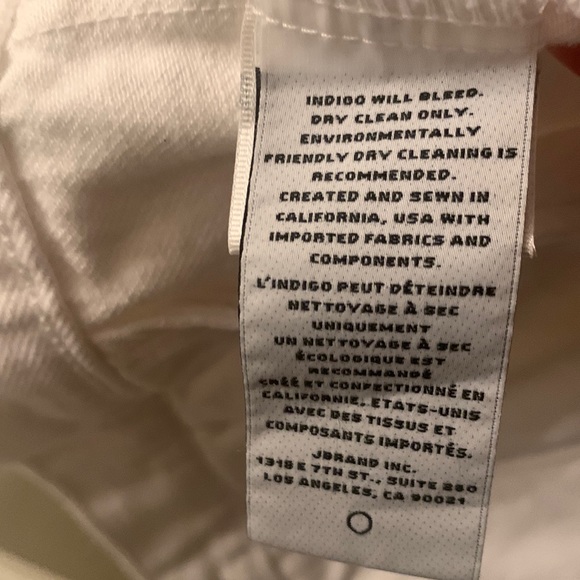 INDIGO WILL BLEED.
DRY CLEAN ONLY.
ENVIRONMENTALLY
FRIENDLY DRY CLEANING IS
RECOMMENDED.
CREATED AND SEWN IN
CALIFORNIA, USA WITH
IMPORTED FABRICS AND
COMPONENTS.
L'INDIGO PEUT DÉTEINDRE
NETTOYAGE À SEC
UNIQUEMENT
UN NETTOYAGE À SEC
ÉCOLOGIQUE EST
RECOMMANDÉ
CRÉÉ ET CONFECTIONNÉ EN
CALIFORNIE, ETATS-UNIS
AVEC DES TISSUS ET
COMPOSANTS IMPORTÉS.
JBRAND INC.
1318 E 7TH ST., SUITE 260
LOS ANGELES, CA 90021